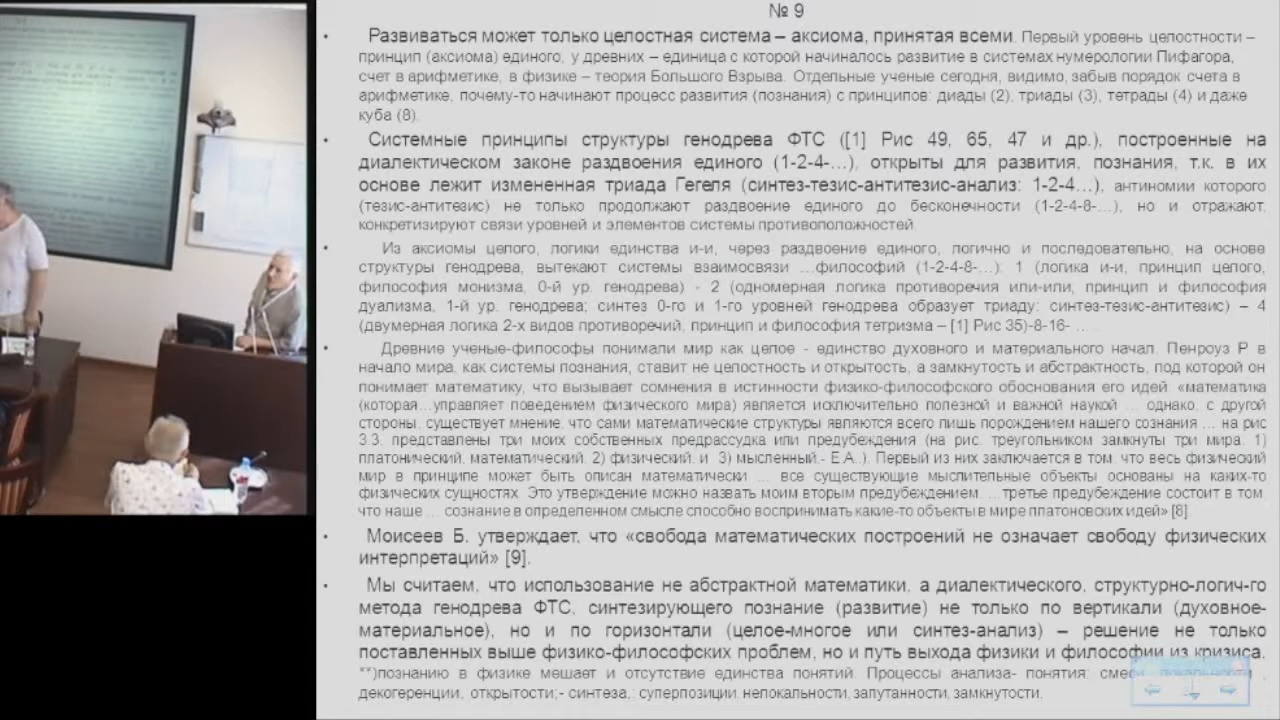 № 9
• Развиваться может только целостная система – аксиома, принятая всеми. Первый уровень целостности –
принцип (аксиома) единого, у древних – единица с которой начиналось развитие в системах нумерологии Пифагора,
счет в арифметике, в физике – теория Большого Взрыва. Отдельные ученые сегодня, видимо, забыв порядок счета в
арифметике, почему-то начинают процесс развития (познания) с принципов: диады (2), триады (3), тетрады (4) и даже
куба (8).
• Системные принципы структуры генодрева ФТС ([1] Рис 49, 65, 47 и др.), построенные на
диалектическом законе раздвоения единого (1-2-4-…), открыты для развития, познания, т.к. в их
основе лежит измененная триада Гегеля (синтез-тезис-антитезис-анализ: 1-2-4…), антиномии которого
(тезис-антитезис) не только продолжают раздвоение единого до бесконечности (1-2-4-8-…), но и отражают,
конкретизируют связи уровней и элементов системы противоположностей.
• Из аксиомы целого, логики единства и-и, через раздвоение единого, логично и последовательно, на основе
структуры генодрева, вытекают системы взаимосвязи …философий (1-2-4-8-…): 1 (логика и-и, принцип целого,
философия монизма, 0-й ур. генодрева) - 2 (одномерная логика противоречия или-или, принцип и философия
дуализма, 1-й ур. генодрева; синтез 0-го и 1-го уровней генодрева образует триаду: синтез-тезис-антитезис) – 4
(двумерная логика 2-х видов противоречий, принцип и философия тетризма – [1] Рис 35)-8-16- … .
• Древние ученые-философы понимали мир как целое - единство духовного и материального начал. Пенроуз Р. в
начало мира, как системы познания, ставит не целостность и открытость, а замкнутость и абстрактность, под которой он
понимает математику, что вызывает сомнения в истинности физико-философского обоснования его идей: «математика
(которая…управляет поведением физического мира) является исключительно полезной и важной наукой … однако, с другой
стороны, существует мнение, что сами математические структуры являются всего лишь порождением нашего сознания … на рис
3.3. представлены три моих собственных предрассудка или предубеждения (на рис. треугольником замкнуты три мира: 1)
платонический, математический, 2) физический, и 3) мысленный.- Е.А..). Первый из них заключается в том, что весь физический
мир в принципе может быть описан математически … все существующие мыслительные объекты основаны на каких-то
физических сущностях. Это утверждение можно назвать моим вторым предубеждением. …третье предубеждение состоит в том,
что наше … сознание в определенном смысле способно воспринимать какие-то объекты в мире платоновских идей» [8].
• Моисеев Б. утверждает, что «свобода математических построений не означает свободу физических
интерпретаций» [9].
• Мы считаем, что использование не абстрактной математики, а диалектического, структурно-логич-го
метода генодрева ФТС, синтезирующего познание (развитие) не только по вертикали (духовное-
материальное), но и по горизонтали (целое-многое или синтез-анализ) – решение не только
поставленных выше физико-философских проблем, но и путь выхода физики и философии из кризиса.
**)познанию в физике мешает и отсутствие единства понятий. Процессы анализа- понятия:
декогеренции, открытости;- синтеза,: суперпозиции, нелокальности, запутанности, замкнутости.